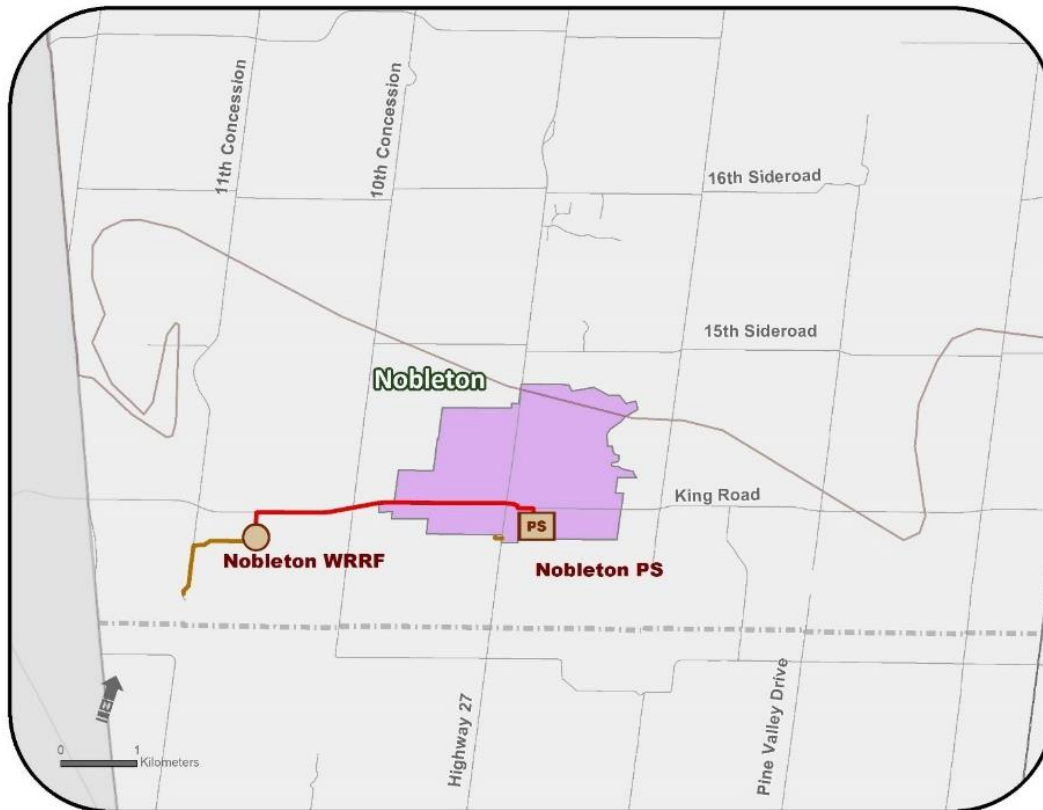 11th Concession
10th Concession
16th Sideroad
15th Sideroad
Nobleton
King Road
PS
Nobleton WRRF
Nobleton PS
Highway 27
Pine Valley Drive
0 1
Kilometers